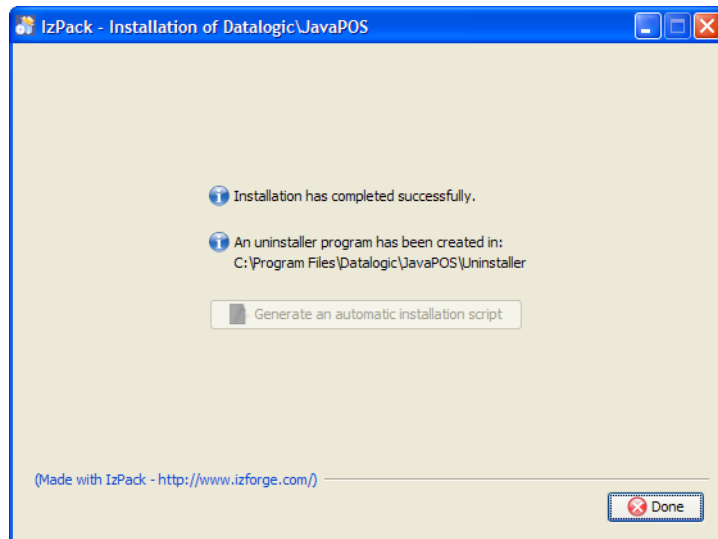 IzPack - Installation of Datalogic\JavaPOS
Installation has completed successfully.
An uninstaller program has been created in:
C:\Program Files\Datalogic\JavaPOS\Uninstaller
Generate an automatic installation script
(Made with IzPack - http://www.izforge.com/)
Done